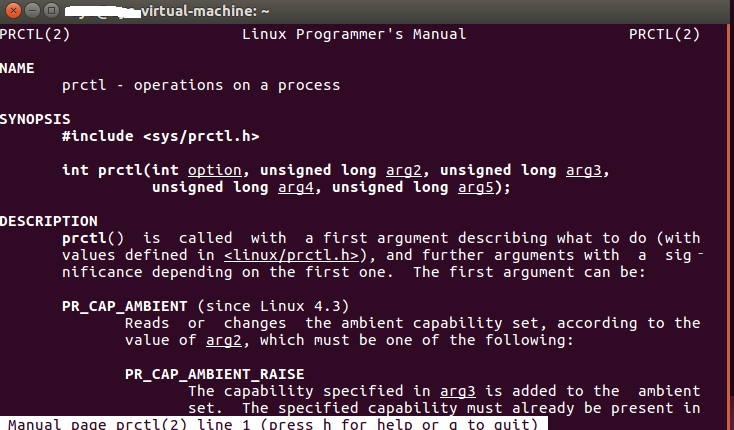 -virtual-machine: ~
PRCTL(2) Linux Programmer's Manual PRCTL(2)
NAME
prctl - operations on a process
SYNOPSIS
#include <sys/prctl.h>
int prctl(int option, unsigned long arg2, unsigned long arg3,
unsigned long arg4, unsigned long arg5);
DESCRIPTION
prctl() is called with a first argument describing what to do (with
values defined in <linux/prctl.h>), and further arguments with a sig-
nificance depending on the first one. The first argument can be:
PR_CAP_AMBIENT (since Linux 4.3)
Reads or changes the ambient capability set, according to the
value of arg2, which must be one of the following:
PR_CAP_AMBIENT_RAISE
The capability specified in arg3 is added to the ambient
set. The specified capability must already be present in
Manual page prctl(2) line 1 (press h for help or q to quit)